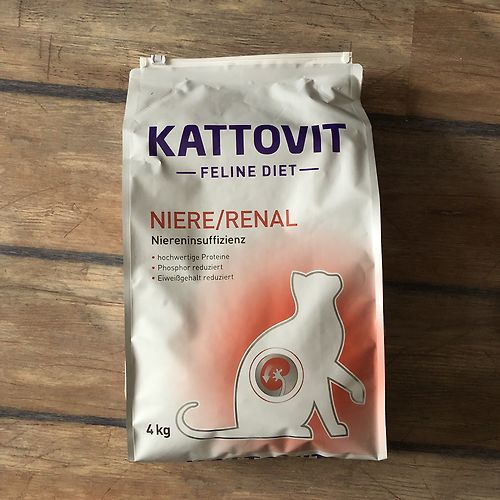 KATTOVIT
FELINE DIET
NIERE/RENAL
Niereninsuffizienz
• hochwertige Proteine
• Phosphor reduziert
• Eiweißgehalt reduziert
4 kg